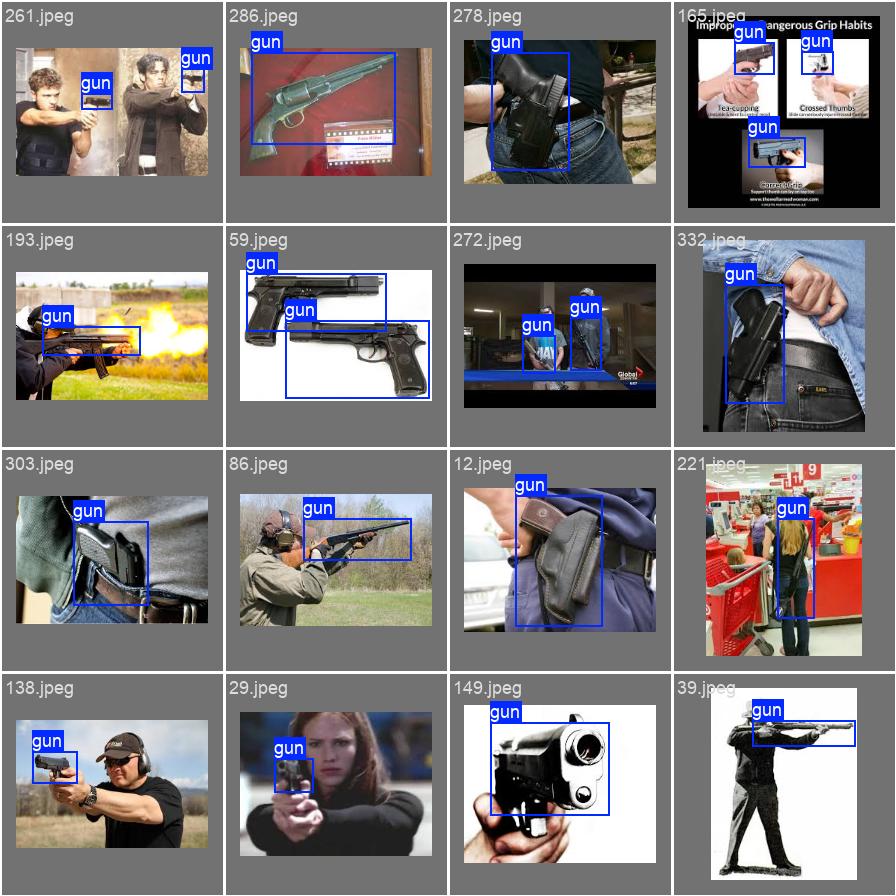 261.jpeg
gun
gun
286.jpeg
gun
278.jpeg
gun
165.jpeg
Dangerous Grip Habits
gun
gun
Tea-cupping
Crossed Thumbs
gun
Correct Grip
www.thewellarmedwoman.com
193.jpeg
gun
59.jpeg
gun
gun
272.jpeg
gun
gun
MAY
Global
332.jpeg
gun
303.jpeg
gun
86.jpeg
gun
12.jpeg
gun
221.jpeg
9
gun
138.jpeg
gun
29.jpeg
gun
149.jpeg
gun
39.jpeg
gun